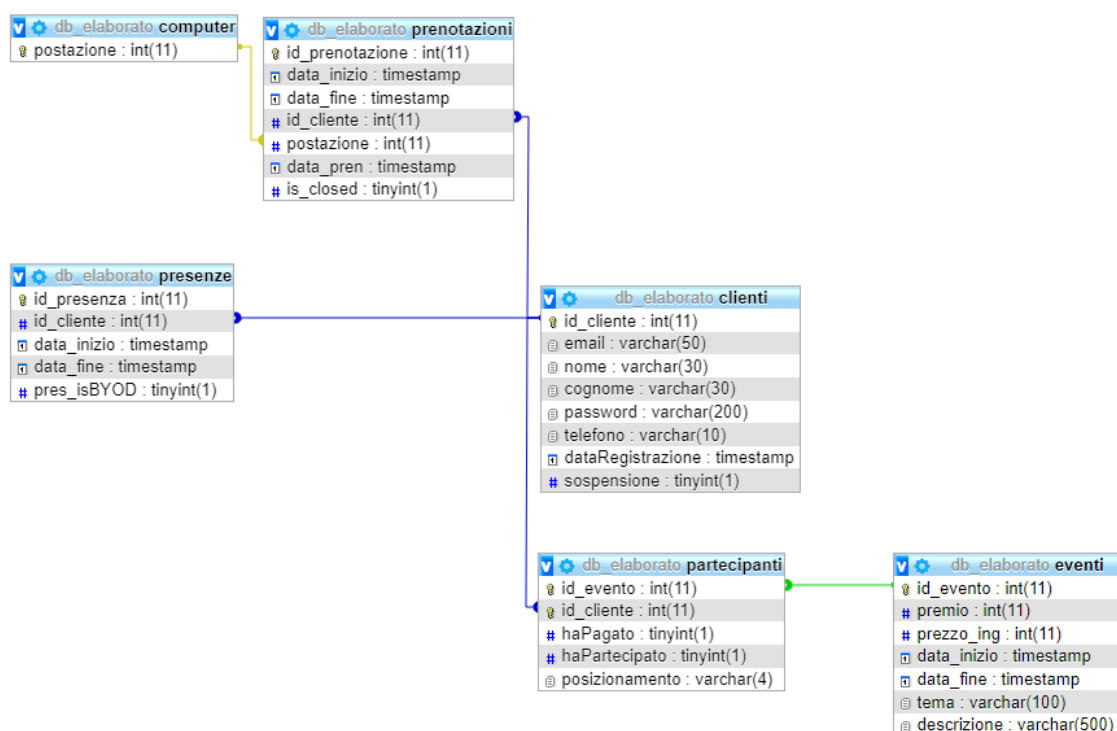 db_elaborato computer
postazione : int(11)
db_elaborato prenotazioni
id_prenotazione : int(11)
data_inizio : timestamp
data_fine : timestamp
id_cliente : int(11)
postazione : int(11)
data_pren : timestamp
is_closed : tinyint(1)
db_elaborato presenze
id_presenza : int(11)
id_cliente : int(11)
data_inizio : timestamp
data_fine : timestamp
pres_isBYOD : tinyint(1)
db_elaborato clienti
id_cliente : int(11)
email : varchar(50)
nome : varchar(30)
cognome : varchar(30)
password : varchar(200)
telefono : varchar(10)
dataRegistrazione : timestamp
sospensione : tinyint(1)
db_elaborato partecipanti
id_evento : int(11)
id_cliente : int(11)
haPagato : tinyint(1)
haPartecipato : tinyint(1)
posizionamento : varchar(4)
db_elaborato eventi
id_evento : int(11)
premio : int(11)
prezzo_ing : int(11)
data_inizio : timestamp
data_fine : timestamp
tema : varchar(100)
descrizione : varchar(500)